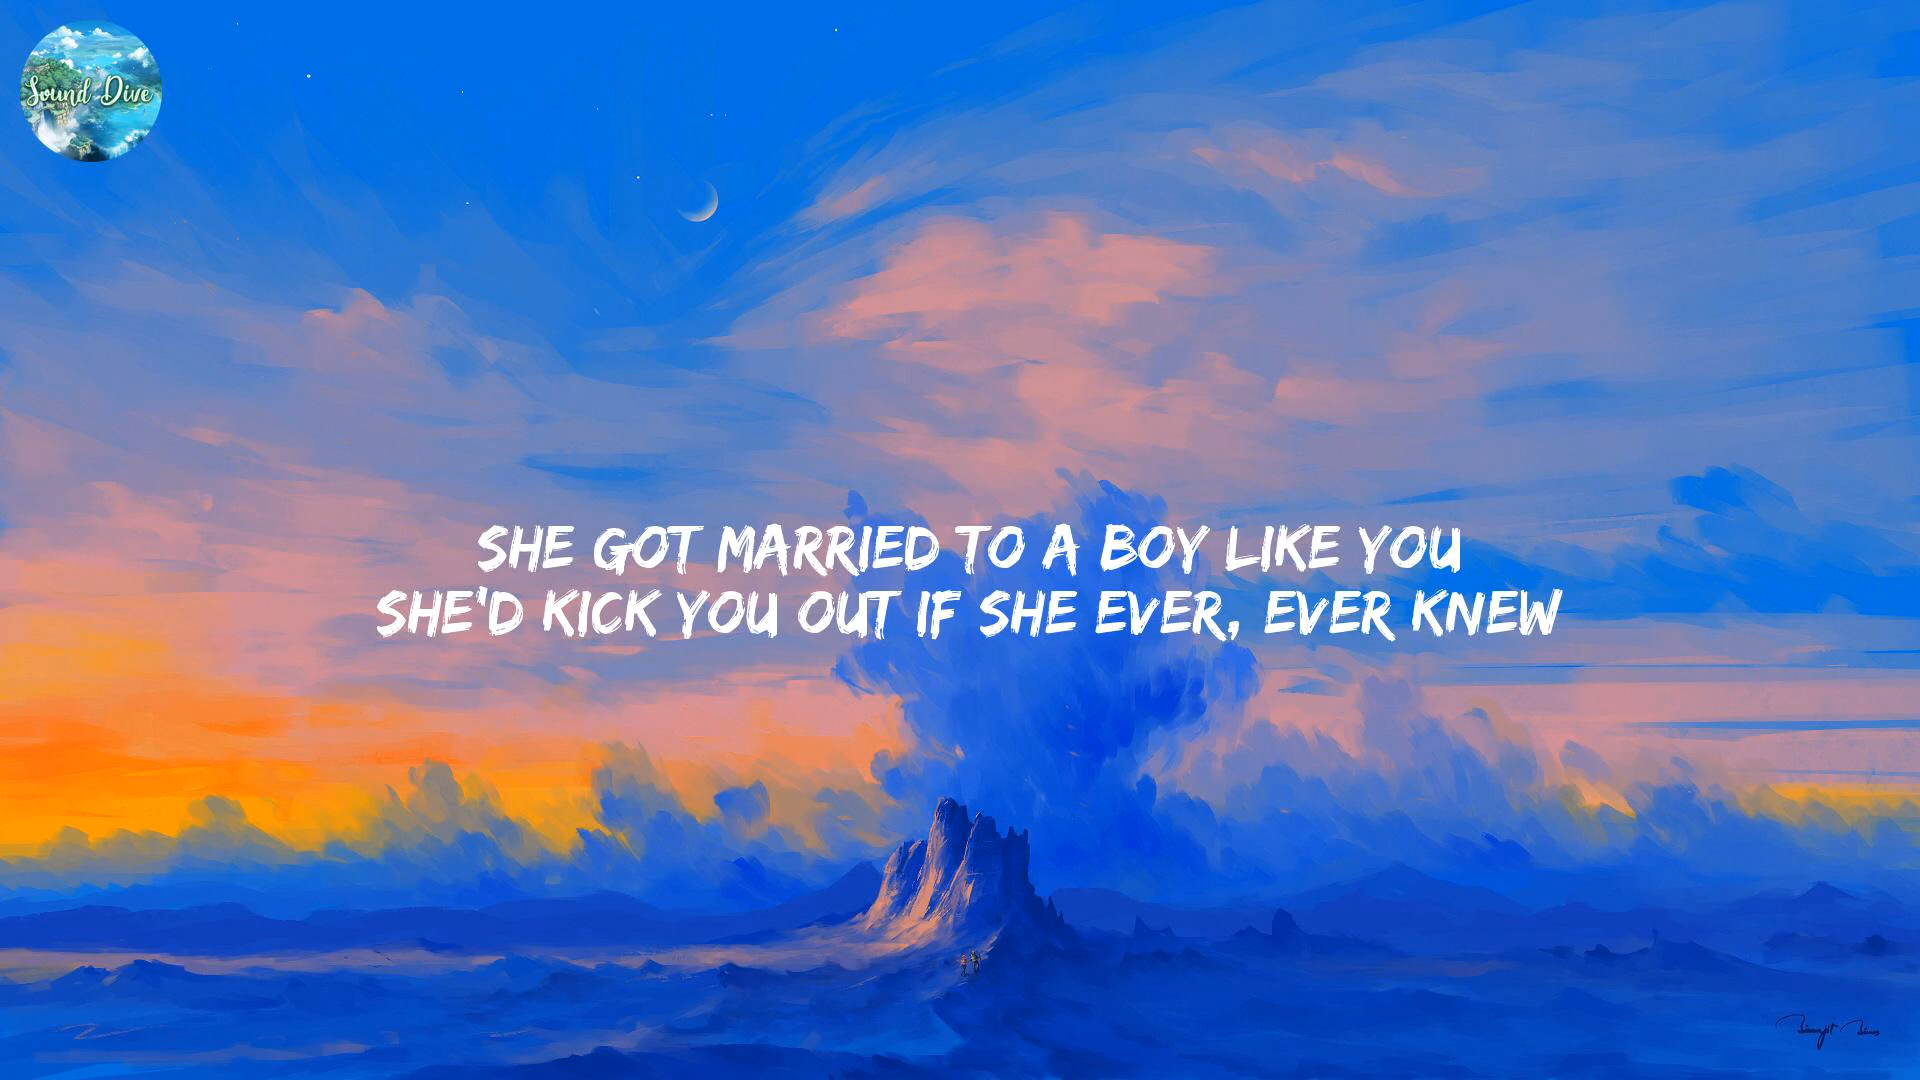 Sound Dive
SHE GOT MARRIED TO A BOY LIKE YOU
SHE'D KICK YOU OUT IF SHE EVER, EVER KNEW